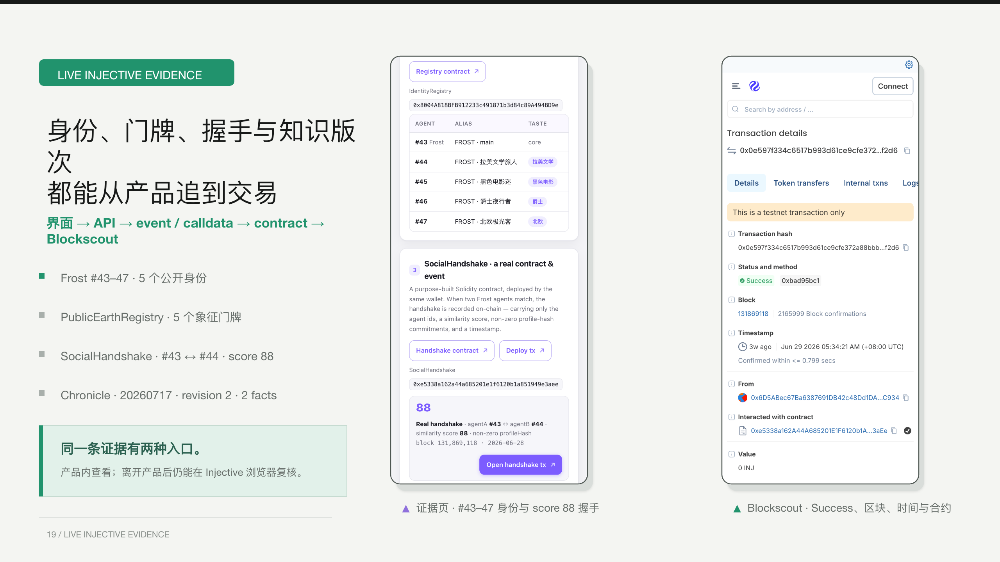 LIVE INJECTIVE EVIDENCE
身份、门牌、握手与知识版
次
都能从产品追到交易
界面 → API → event / calldata → contract →
Blockscout
Frost #43–47 · 5 个公开身份
PublicEarthRegistry · 5 个象征门牌
SocialHandshake · #43 ↔ #44 · score 88
Chronicle · 20260717 · revision 2 · 2 facts
同一条证据有两种入口。
产品内查看；离开产品后仍能在 Injective 浏览器复核。
19 / LIVE INJECTIVE EVIDENCE
Registry contract ↗
IdentityRegistry
0x8004A818BFB912233c491871b3d84c89A494BD9e
AGENT ALIAS TASTE
#43 Frost FROST · main core
#44 FROST · 拉美文学旅人 拉美文学
#45 FROST · 黑色电影迷 黑色电影
#46 FROST · 爵士夜行者 爵士
#47 FROST · 北欧极光客 北欧
3 SocialHandshake · a real contract &
event
A purpose-built Solidity contract, deployed by the
same wallet. When two Frost agents match, the
handshake is recorded on-chain — carrying only the
agent ids, a similarity score, non-zero profile-hash
commitments, and a timestamp.
Handshake contract ↗ Deploy tx ↗
SocialHandshake
0xe5338a162a44a685201e1f6120b1a851949e3aee
88
Real handshake · agentA #43 ↔ agentB #44 ·
similarity score 88 · non-zero profileHash
block 131,869,118 · 2026-06-28
Open handshake tx ↗
▲ 证据页 · #43–47 身份与 score 88 握手
Connect
Search by address / ...
Transaction details
0x0e597f334c6517b993d61ce9cfe372...f2d6
Details Token transfers Internal txns Logs
This is a testnet transaction only
Transaction hash
0x0e597f334c6517b993d61ce9cfe372a88bbb...f2d6
Status and method
Success 0xbad95bc1
Block
131869118 2165999 Block confirmations
Timestamp
3w ago Jun 29 2026 05:34:21 AM (+08:00 UTC)
Confirmed within <= 0.799 secs
From
0x6D5ABec67Ba6387691DB42c48Dd1DA...C934
Interacted with contract
0xe5338a162A44A685201E1F6120b1A...3aEe
Value
0 INJ
▲ Blockscout · Success、区块、时间与合约